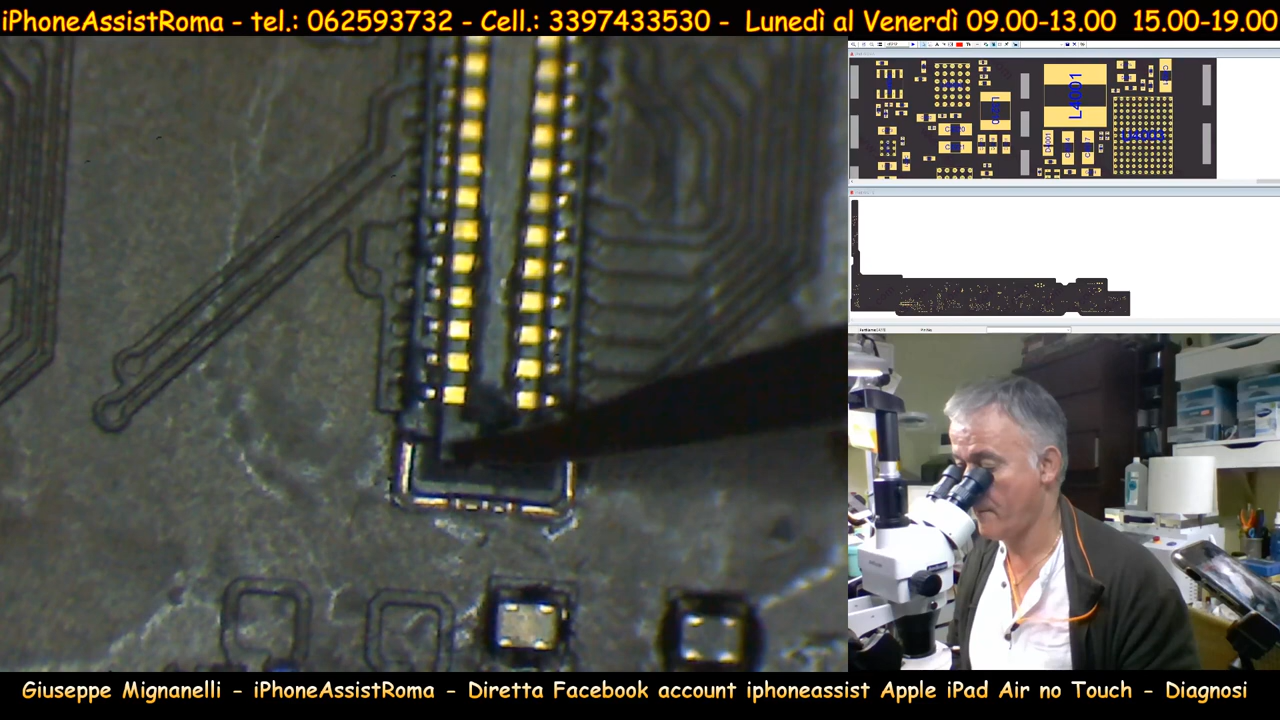 iPhoneAssistRoma - tel.: 062593732 - Cell.: 3397433530 - Lunedì al Venerdì 09.00-13.00 15.00-19.00
L4001
Giuseppe Mignanelli - iPhoneAssistRoma - Diretta Facebook account iphoneassist Apple iPad Air no Touch - Diagnosi